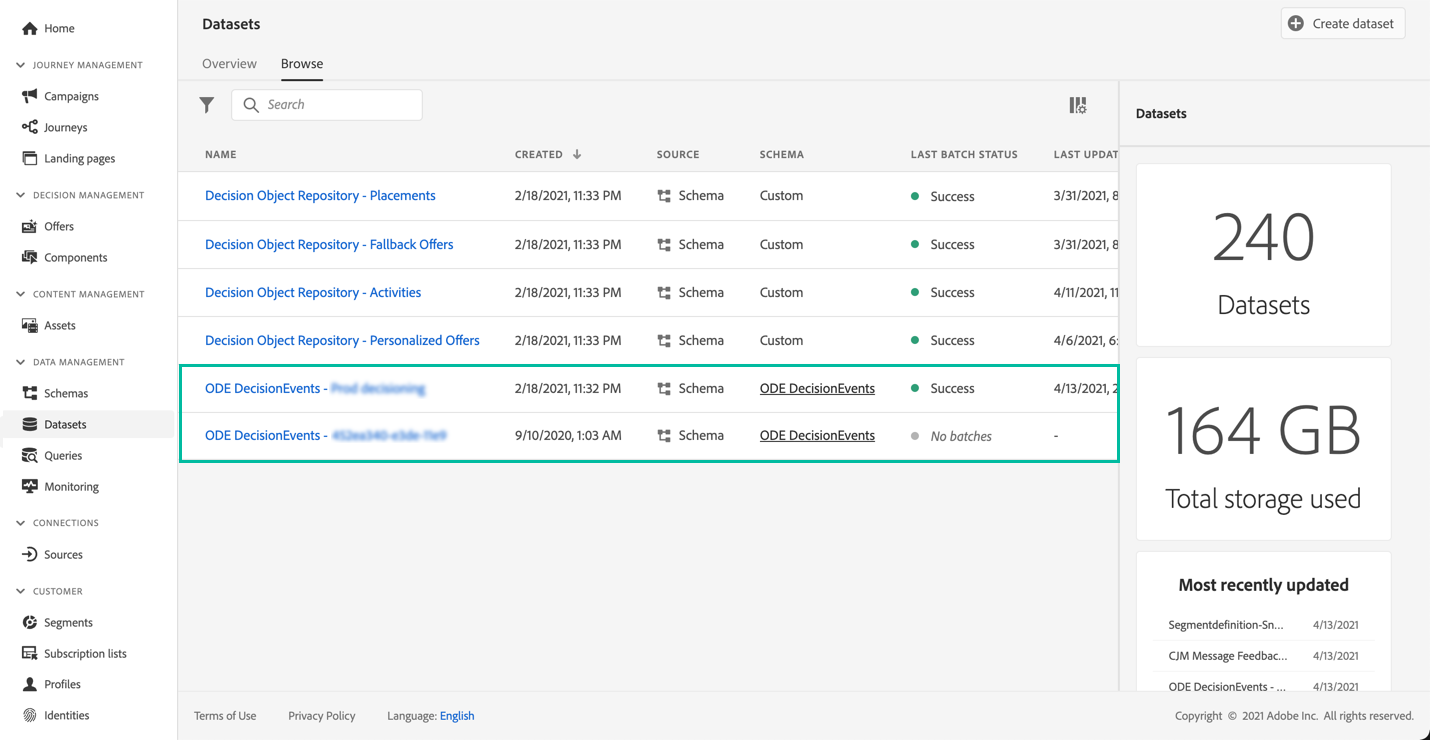 Home
JOURNEY MANAGEMENT
Campaigns
Journeys
Landing pages
DECISION MANAGEMENT
Offers
Components
CONTENT MANAGEMENT
Assets
DATA MANAGEMENT
Schemas
Datasets
Queries
Monitoring
CONNECTIONS
Sources
CUSTOMER
Segments
Subscription lists
Profiles
Identities
Datasets
Create dataset
Overview Browse
Search
NAME CREATED SOURCE SCHEMA LAST BATCH STATUS LAST UPDAT
Decision Object Repository - Placements 2/18/2021, 11:33 PM Schema Custom Success 3/31/2021, 8
Decision Object Repository - Fallback Offers 2/18/2021, 11:33 PM Schema Custom Success 3/31/2021, 8
Decision Object Repository - Activities 2/18/2021, 11:33 PM Schema Custom Success 4/11/2021, 11
Decision Object Repository - Personalized Offers 2/18/2021, 11:33 PM Schema Custom Success 4/6/2021, 6:
ODE DecisionEvents - Prod decisioning 2/18/2021, 11:32 PM Schema ODE DecisionEvents Success 4/13/2021, 2
ODE DecisionEvents - 9/10/2020, 1:03 AM Schema ODE DecisionEvents No batches -
Datasets
240
Datasets
164 GB
Total storage used
Most recently updated
Segmentdefinition-Sn... 4/13/2021
CJM Message Feedbac... 4/13/2021
ODE DecisionEvents - ... 4/13/2021
Terms of Use Privacy Policy Language: English
Copyright © 2021 Adobe Inc. All rights reserved.